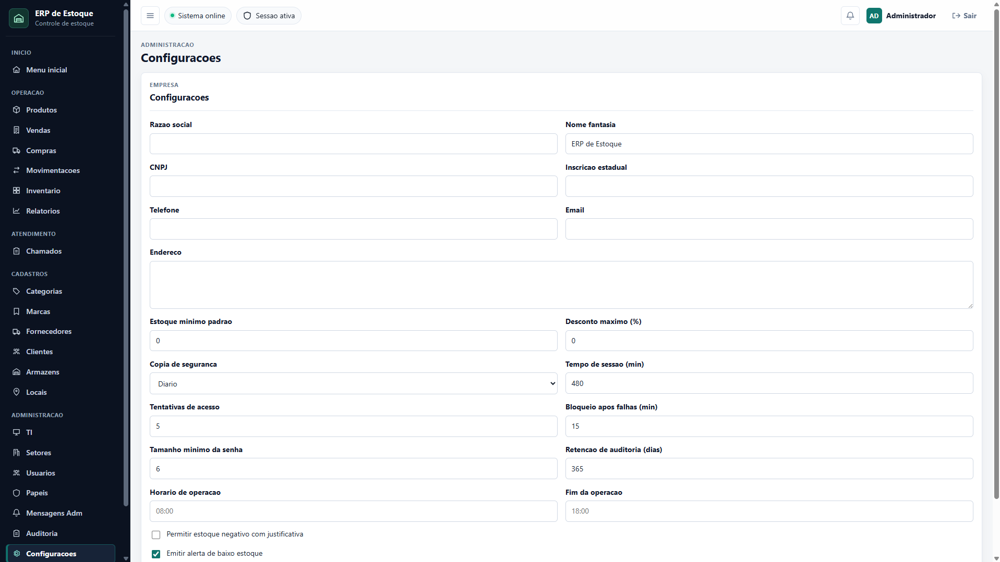 ERP de Estoque
Controle de estoque
INICIO
Menu inicial
OPERACAO
Produtos
Vendas
Compras
Movimentacoes
Inventario
Relatorios
ATENDIMENTO
Chamados
CADASTROS
Categorias
Marcas
Fornecedores
Clientes
Armazens
Locais
ADMINISTRACAO
TI
Setores
Usuarios
Papeis
Mensagens Adm
Auditoria
Configuracoes
Sistema online
Sessao ativa
AD Administrador
Sair
ADMINISTRACAO
Configuracoes
EMPRESA
Configuracoes
Razao social
Nome fantasia
ERP de Estoque
CNPJ
Inscricao estadual
Telefone
Email
Endereco
Estoque minimo padrao
0
Desconto maximo (%)
0
Copia de seguranca
Diario
Tempo de sessao (min)
480
Tentativas de acesso
5
Bloqueio apos falhas (min)
15
Tamanho minimo da senha
6
Retencao de auditoria (dias)
365
Horario de operacao
08:00
Fim da operacao
18:00
Permitir estoque negativo com justificativa
Emitir alerta de baixo estoque